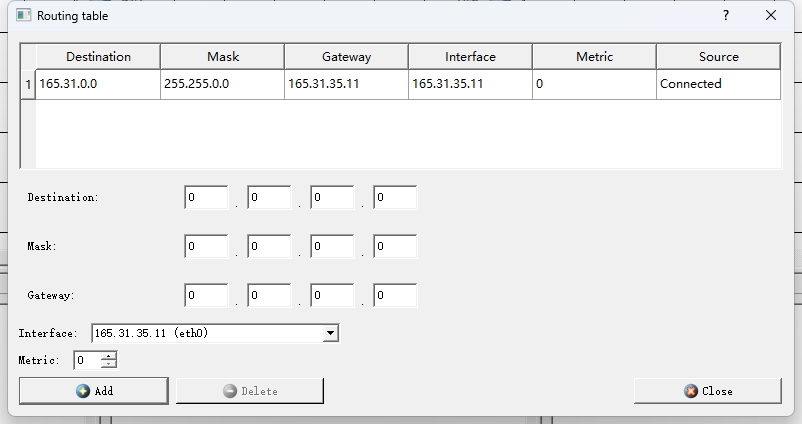 Routing table ?
Destination Mask Gateway Interface Metric Source
1 165.31.0.0 255.255.0.0 165.31.35.11 165.31.35.11 0 Connected
Destination: 0 . 0 . 0 . 0
Mask: 0 . 0 . 0 . 0
Gateway: 0 . 0 . 0 . 0
Interface: 165.31.35.11 (eth0)
Metric: 0
Add Delete Close